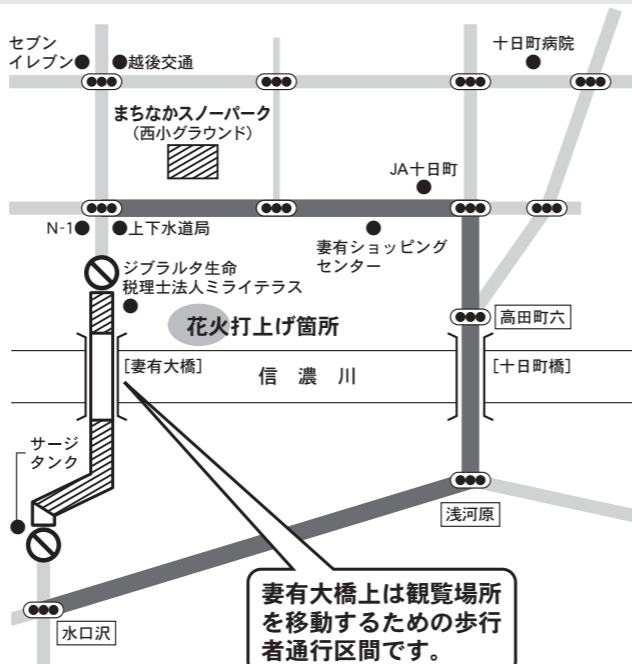 セブン
イレブン
越後交通
十日町病院
まちなかスノーパーク
（西小グラウンド）
JA十日町
N-1
上下水道局
妻有ショッピング
センター
ジブラルタ生命
税理士法人ミライテラス
花火打上げ箇所
高田町六
［妻有大橋］
信濃川
［十日町橋］
サージ
タンク
浅河原
水口沢
妻有大橋上は観覧場所
を移動するための歩行
者通行区間です。